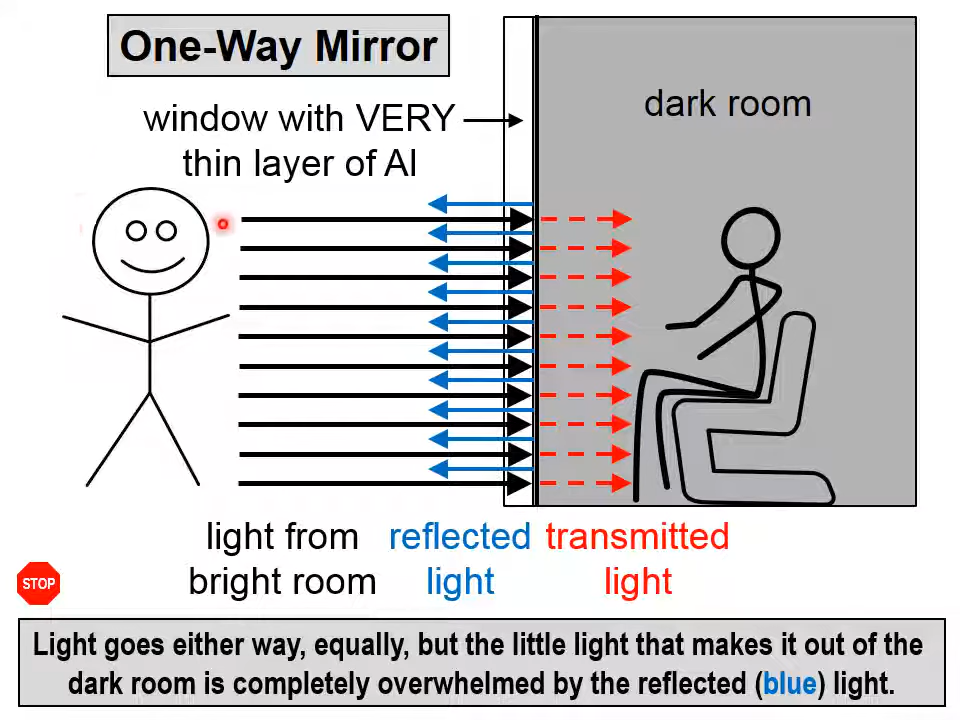 One-Way Mirror
window with VERY
thin layer of Al
dark room
light from
bright room
reflected
light
transmitted
light
STOP
Light goes either way, equally, but the little light that makes it out of the
dark room is completely overwhelmed by the reflected (blue) light.